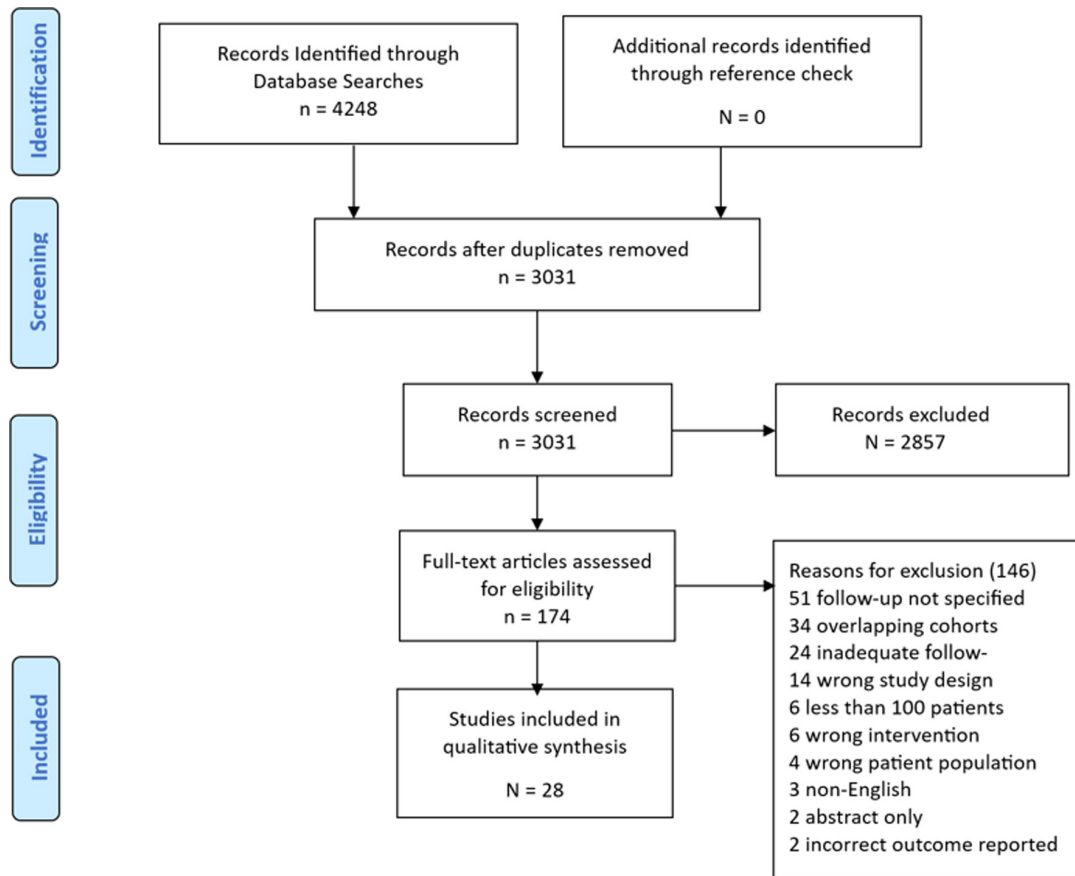 Identification
Records Identified through
Database Searches
n = 4248
Additional records identified
through reference check
N = 0
Screening
Records after duplicates removed
n = 3031
Records screened
n = 3031
Records excluded
N = 2857
Eligibility
Full-text articles assessed
for eligibility
n = 174
Reasons for exclusion (146)
51 follow-up not specified
34 overlapping cohorts
24 inadequate follow-
14 wrong study design
6 less than 100 patients
6 wrong intervention
4 wrong patient population
3 non-English
2 abstract only
2 incorrect outcome reported
Included
Studies included in
qualitative synthesis
N = 28